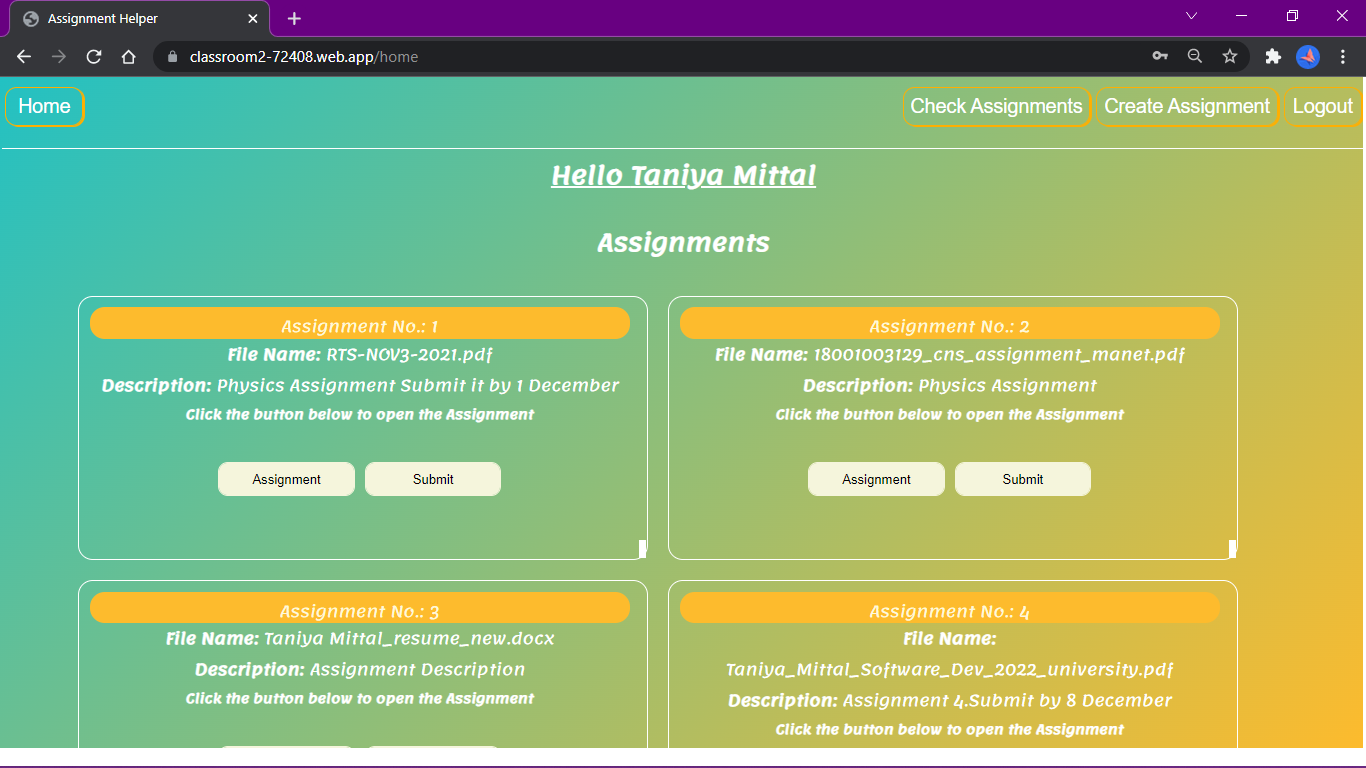 Assignment Helper
classroom2-72408.web.app/home
Home
Check Assignments
Create Assignment
Logout
Hello Taniya Mittal
Assignments
Assignment No.: 1
File Name: RTS-NOV3-2021.pdf
Description: Physics Assignment Submit it by 1 December
Click the button below to open the Assignment
Assignment
Submit
Assignment No.: 2
File Name: 18001003129_cns_assignment_manet.pdf
Description: Physics Assignment
Click the button below to open the Assignment
Assignment
Submit
Assignment No.: 3
File Name: Taniya Mittal_resume_new.docx
Description: Assignment Description
Click the button below to open the Assignment
Assignment No.: 4
File Name:
Taniya_Mittal_Software_Dev_2022_university.pdf
Description: Assignment 4.Submit by 8 December
Click the button below to open the Assignment